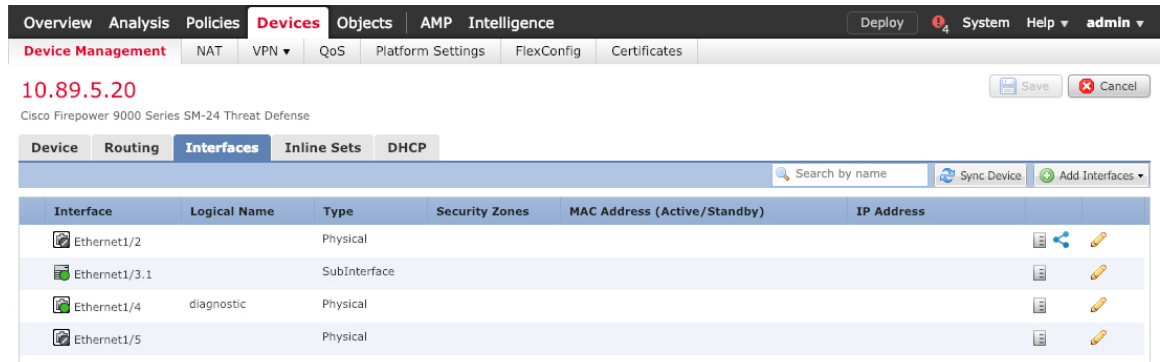 Overview Analysis Policies Devices Objects AMP Intelligence Deploy 4 System Help admin
Device Management NAT VPN QoS Platform Settings FlexConfig Certificates
10.89.5.20
Save Cancel
Cisco Firepower 9000 Series SM-24 Threat Defense
Device Routing Interfaces Inline Sets DHCP
Search by name Sync Device Add Interfaces
Interface Logical Name Type Security Zones MAC Address (Active/Standby) IP Address
Ethernet1/2 Physical
Ethernet1/3.1 SubInterface
Ethernet1/4 diagnostic Physical
Ethernet1/5 Physical